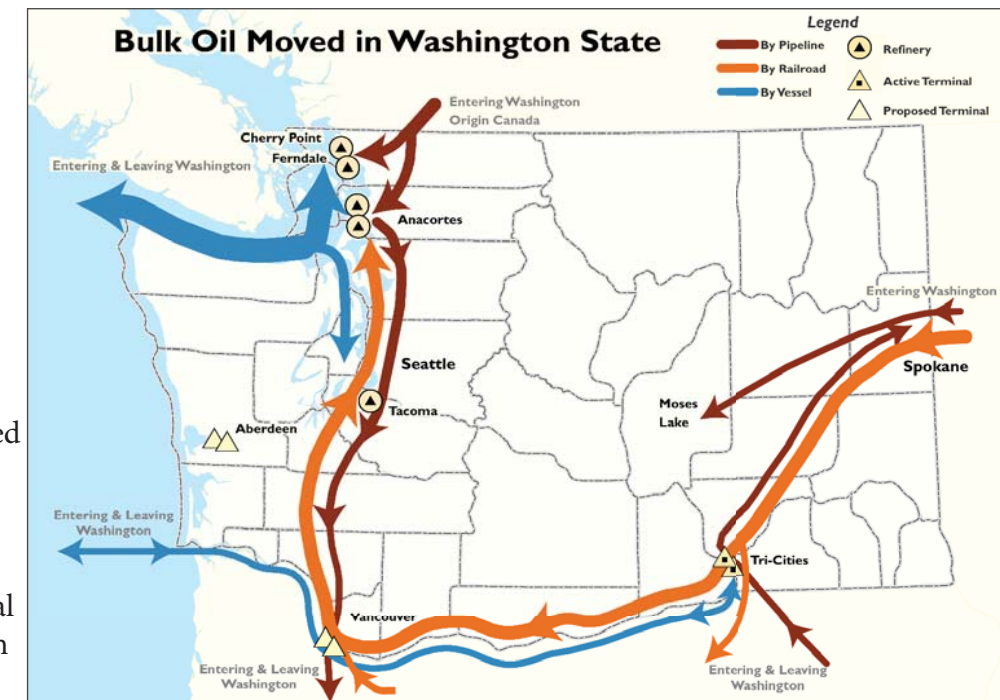 Bulk Oil Moved in Washington State
Legend
By Pipeline
Refinery
By Railroad
Active Terminal
By Vessel
Proposed Terminal
Entering Washington
Origin Canada
Cherry Point
Ferndale
Entering & Leaving Washington
Anacortes
Entering Washington
Seattle
Spokane
Moses
Lake
Tacoma
Aberdeen
ed
Entering & Leaving
Washington
Tri-Cities
al
Vancouver
Entering & Leaving
Washington
Entering & Leaving
Washington